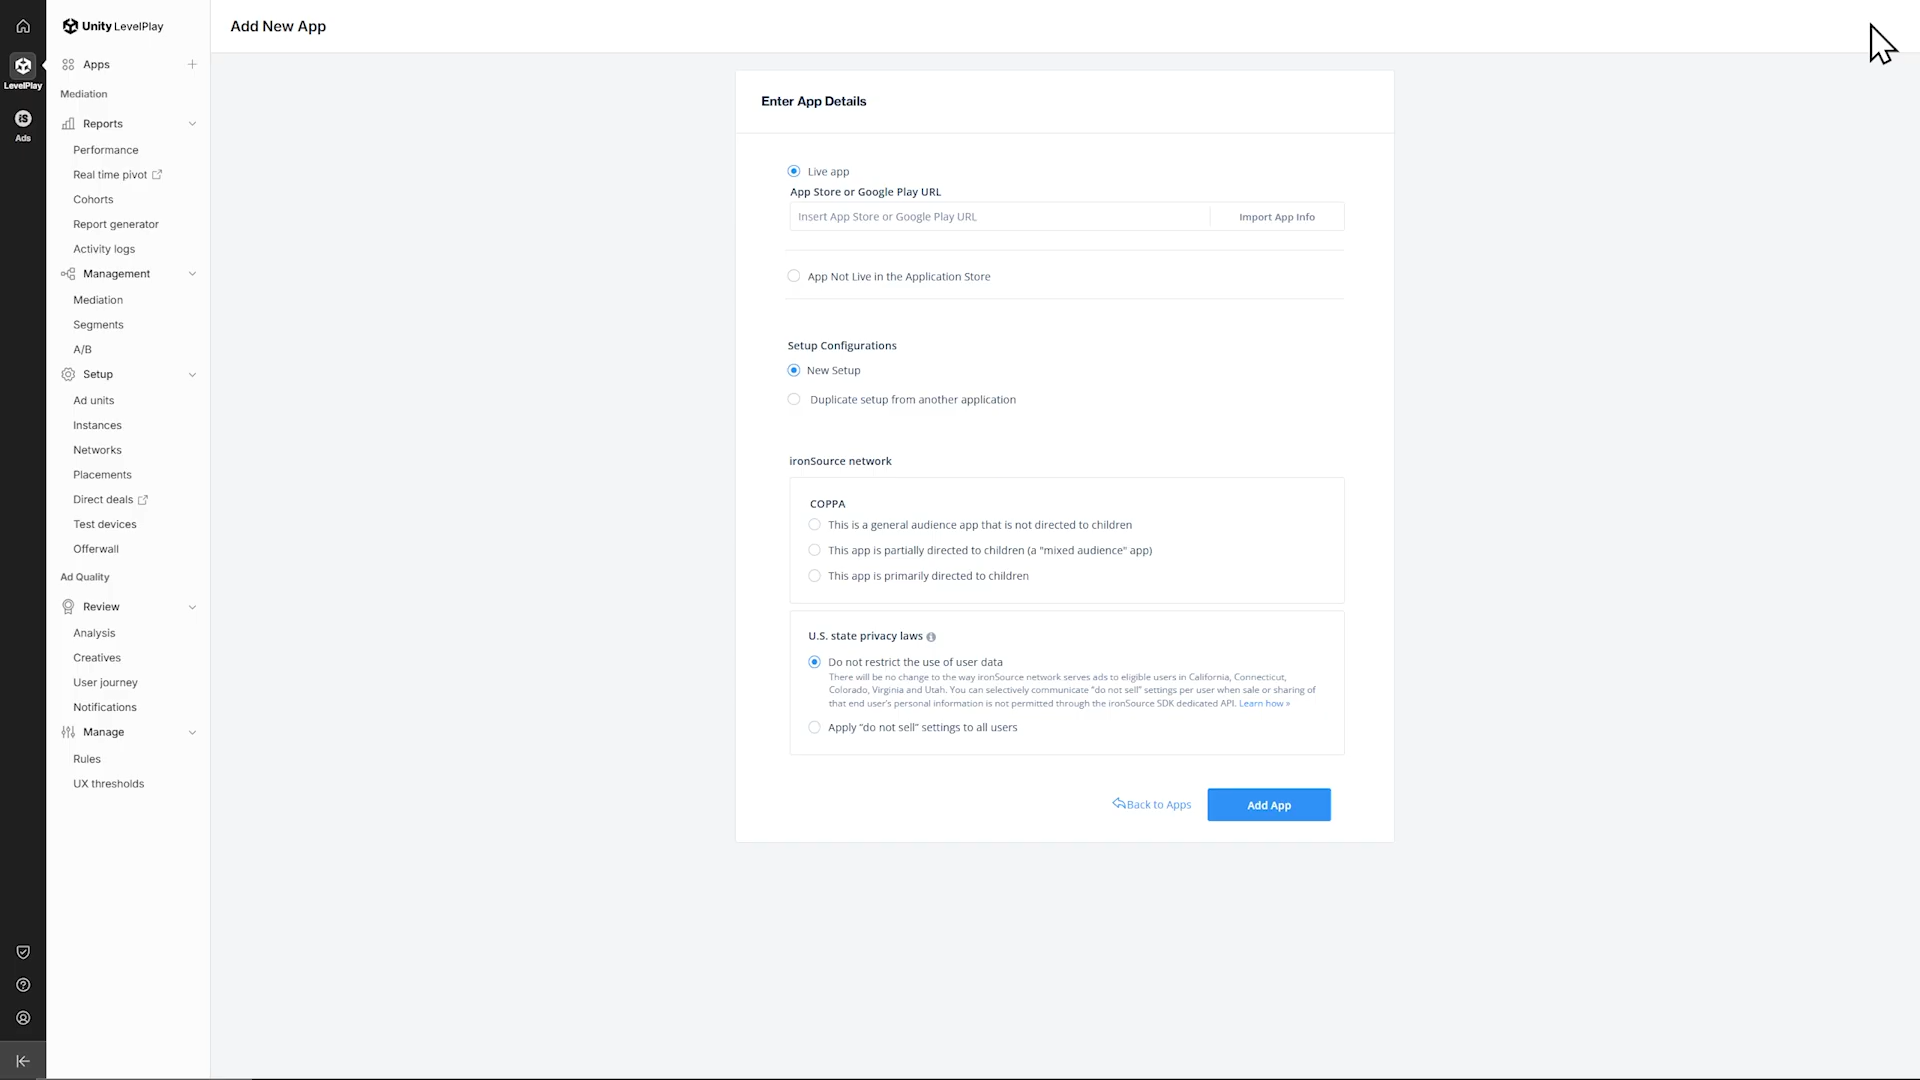 Unity LevelPlay
Add New App
LevelPlay
iS
Ads
Apps
Mediation
Reports
Performance
Real time pivot
Cohorts
Report generator
Activity logs
Management
Mediation
Segments
A/B
Setup
Ad units
Instances
Networks
Placements
Direct deals
Test devices
Offerwall
Ad Quality
Review
Analysis
Creatives
User journey
Notifications
Manage
Rules
UX thresholds
Enter App Details
Live app
App Store or Google Play URL
Insert App Store or Google Play URL
Import App Info
App Not Live in the Application Store
Setup Configurations
New Setup
Duplicate setup from another application
ironSource network
COPPA
This is a general audience app that is not directed to children
This app is partially directed to children (a "mixed audience" app)
This app is primarily directed to children
U.S. state privacy laws
Do not restrict the use of user data
There will be no change to the way ironSource network serves ads to eligible users in California, Connecticut,
Colorado, Virginia and Utah. You can selectively communicate "do not sell" settings per user when sale or sharing of
that end user's personal information is not permitted through the ironSource SDK dedicated API. Learn how »
Apply "do not sell" settings to all users
Back to Apps
Add App